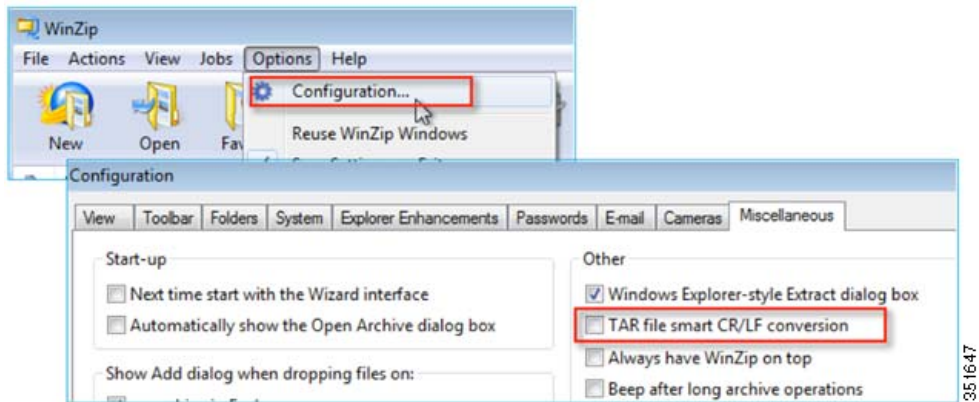 WinZip
File Actions View Jobs Options Help
Configuration...
New Open Fav
Reuse WinZip Windows
Configuration
View Toolbar Folders System Explorer Enhancements Passwords E-mail Cameras Miscellaneous
Start-up
Next time start with the Wizard interface
Automatically show the Open Archive dialog box
Show Add dialog when dropping files on:
Other
Windows Explorer-style Extract dialog box
TAR file smart CR/LF conversion
Always have WinZip on top
Beep after long archive operations
351647